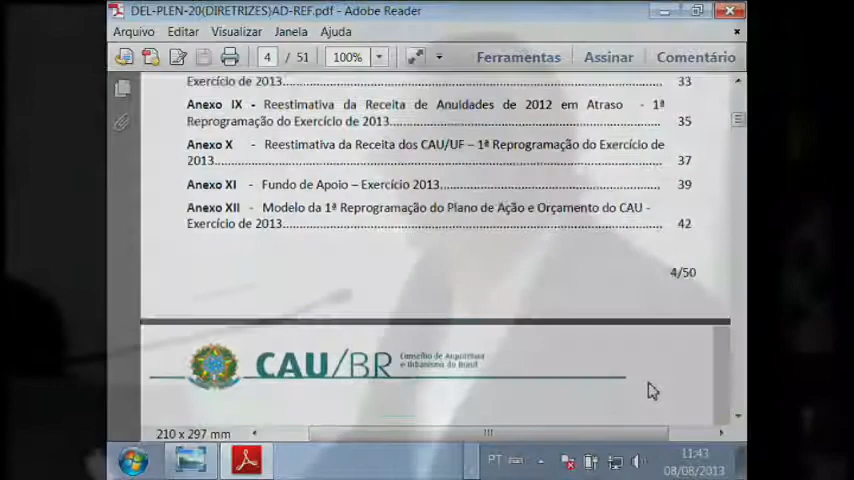 DEL-PLEN-20(DIRETRIZES)AD-REF.pdf - Adobe Reader
Arquivo Editar Visualizar Janela Ajuda
4 / 51 100% Ferramentas Assinar Comentário
Exercício de 2013 33
Anexo IX - Reestimativa da Receita de Anuidades de 2012 em Atraso - 1ª
Reprogramação do Exercício de 2013 35
Anexo X - Reestimativa da Receita dos CAU/UF – 1ª Reprogramação do Exercício de
2013 37
Anexo XI - Fundo de Apoio – Exercício 2013 39
Anexo XII - Modelo da 1ª Reprogramação do Plano de Ação e Orçamento do CAU -
Exercício de 2013 42
4/50
CAU/BR Conselho de Arquitetura
e Urbanismo do Brasil
210 x 297 mm
PT 11:43
08/08/2013